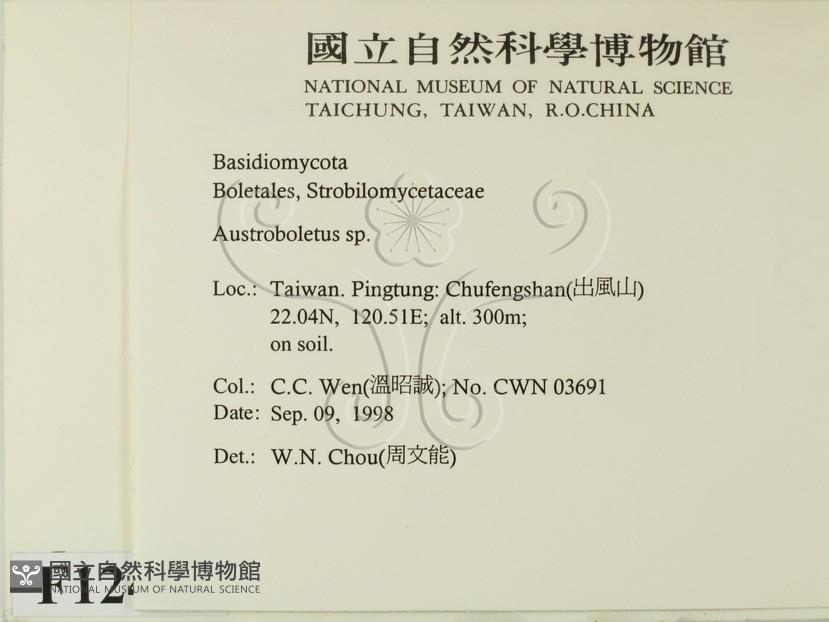 國立自然科學博物館
NATIONAL MUSEUM OF NATURAL SCIENCE
TAICHUNG, TAIWAN, R.O.CHINA
Basidiomycota
Boletales, Strobilomycetaceae
Austroboletus sp.
Loc.: Taiwan. Pingtung: Chufengshan(出風山)
22.04N, 120.51E; alt. 300m;
on soil.
Col.: C.C. Wen(溫昭誠); No. CWN 03691
Date: Sep. 09, 1998
Det.: W.N. Chou(周文能)
國立自然科學博物館
NATIONAL MUSEUM OF NATURAL SCIENCE